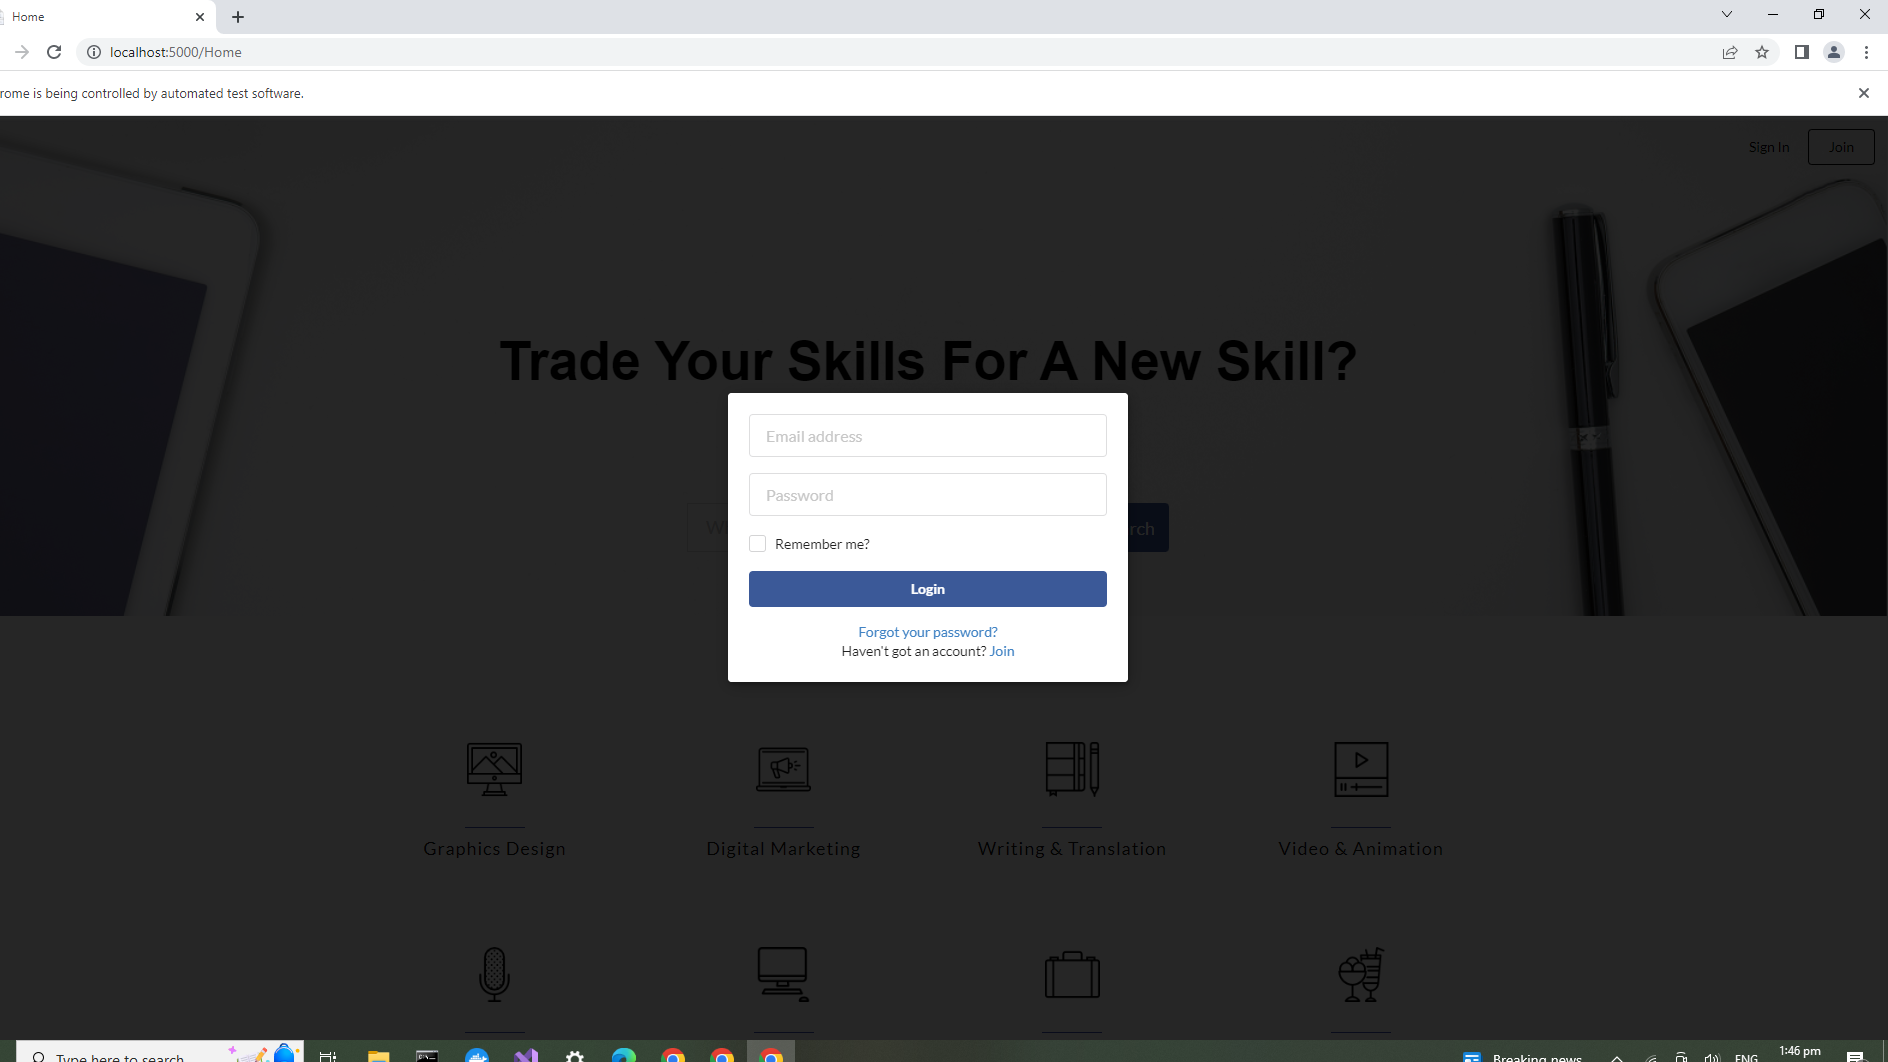 Home
localhost:5000/Home
rome is being controlled by automated test software.
Sign In
Join
Trade Your Skills For A New Skill?
Email address
Password
W
rch
Remember me?
Login
Forgot your password?
Haven't got an account? Join
Graphics Design
Digital Marketing
Writing & Translation
Video & Animation
Type here to search
Breaking news
ENG
1:46 pm